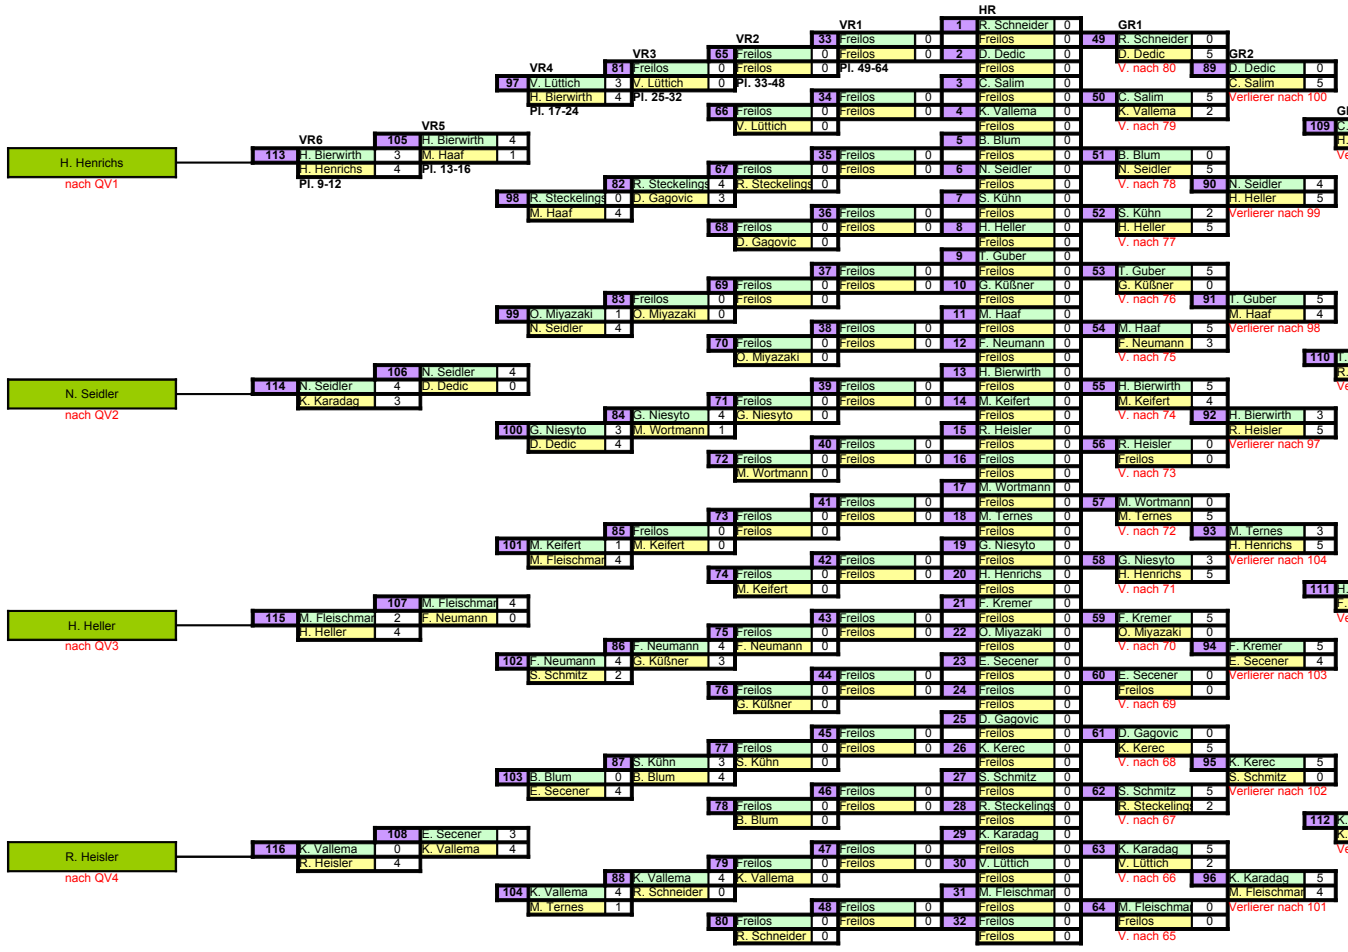 HR
VR1 1 R. Schneider 0 GR1
VR2 33 Freilos 0 Freilos 0 49 R. Schneider 0
VR3 65 Freilos 0 Freilos 0 2 D. Dedic 0 D. Dedic 5 GR2
VR4 81 Freilos 0 Freilos 0 Pl. 49-64 Freilos 0 V. nach 80 89 D. Dedic 0
97 V. Lüttich 3 V. Lüttich 0 Pl. 33-48 3 C. Salim 0 C. Salim 5
H. Bierwirth 4 Pl. 25-32 34 Freilos 0 Freilos 0 50 C. Salim 5 Verlierer nach 100
Pl. 17-24 66 Freilos 0 Freilos 0 4 K. Vallema 0 K. Vallema 2
VR5 V. Lüttich 0 Freilos 0 V. nach 79 109 C.
VR6 105 H. Bierwirth 4 5 B. Blum 0
H. Henrichs 113 H. Bierwirth 3 M. Haaf 1 35 Freilos 0 Freilos 0 51 B. Blum 0
H. Henrichs 4 Pl. 13-16 67 Freilos 0 Freilos 0 6 N. Seidler 0 N. Seidler 5
nach QV1 Pl. 9-12 82 R. Steckelings 4 R. Steckelings 0 Freilos 0 V. nach 78 90 N. Seidler 4
98 R. Steckelings 0 D. Gagovic 3 7 S. Kühn 0 H. Heller 5
M. Haaf 4 36 Freilos 0 Freilos 0 52 S. Kühn 2 Verlierer nach 99
68 Freilos 0 Freilos 0 8 H. Heller 0 H. Heller 5
D. Gagovic 0 Freilos 0 V. nach 77
9 T. Guber 0
37 Freilos 0 Freilos 0 53 T. Guber 5
69 Freilos 0 Freilos 0 10 G. Küßner 0 G. Küßner 0
83 Freilos 0 Freilos 0 Freilos 0 V. nach 76 91 T. Guber 5
99 O. Miyazaki 1 O. Miyazaki 0 11 M. Haaf 0 M. Haaf 4
N. Seidler 4 38 Freilos 0 Freilos 0 54 M. Haaf 5 Verlierer nach 98
70 Freilos 0 Freilos 0 12 F. Neumann 0 F. Neumann 3
O. Miyazaki 0 Freilos 0 V. nach 75 110 T.
106 N. Seidler 4 13 H. Bierwirth 0 R.
N. Seidler 114 N. Seidler 4 D. Dedic 0 39 Freilos 0 Freilos 0 55 H. Bierwirth 5
K. Karadag 3 71 Freilos 0 Freilos 0 14 M. Keifert 0 M. Keifert 4
nach QV2 84 G. Niesyto 4 G. Niesyto 0 Freilos 0 V. nach 74 92 H. Bierwirth 3
100 G. Niesyto 3 M. Wortmann 1 15 R. Heisler 0 R. Heisler 5
D. Dedic 4 40 Freilos 0 Freilos 0 56 R. Heisler 0 Verlierer nach 97
72 Freilos 0 Freilos 0 16 Freilos 0 Freilos 0
M. Wortmann 0 Freilos 0 V. nach 73
17 M. Wortmann 0
41 Freilos 0 Freilos 0 57 M. Wortmann 0
73 Freilos 0 Freilos 0 18 M. Ternes 0 M. Ternes 5
85 Freilos 0 Freilos 0 Freilos 0 V. nach 72 93 M. Ternes 3
101 M. Keifert 1 M. Keifert 0 19 G. Niesyto 0 H. Henrichs 5
M. Fleischmar 4 42 Freilos 0 Freilos 0 58 G. Niesyto 3 Verlierer nach 104
74 Freilos 0 Freilos 0 20 H. Henrichs 0 H. Henrichs 5
M. Keifert 0 Freilos 0 V. nach 71 111 H.
107 M. Fleischmar 4 21 F. Kremer 0 F.
H. Heller 115 M. Fleischmar 2 F. Neumann 0 43 Freilos 0 Freilos 0 59 F. Kremer 5
H. Heller 4 75 Freilos 0 Freilos 0 22 O. Miyazaki 0 O. Miyazaki 0
nach QV3 86 F. Neumann 4 F. Neumann 0 Freilos 0 V. nach 70 94 F. Kremer 5
102 F. Neumann 4 G. Küßner 3 23 E. Secener 0 E. Secener 4
S. Schmitz 2 44 Freilos 0 Freilos 0 60 E. Secener 0 Verlierer nach 103
76 Freilos 0 Freilos 0 24 Freilos 0 Freilos 0
G. Küßner 0 Freilos 0 V. nach 69
25 D. Gagovic 0
45 Freilos 0 Freilos 0 61 D. Gagovic 0
77 Freilos 0 Freilos 0 26 K. Kerec 0 K. Kerec 5
87 S. Kühn 3 S. Kühn 0 Freilos 0 V. nach 68 95 K. Kerec 5
103 B. Blum 0 B. Blum 4 27 S. Schmitz 0 S. Schmitz 0
E. Secener 4 46 Freilos 0 Freilos 0 62 S. Schmitz 5 Verlierer nach 102
78 Freilos 0 Freilos 0 28 R. Steckelings 0 R. Steckelings 2
B. Blum 0 Freilos 0 V. nach 67 112 K.
108 E. Secener 3 29 K. Karadag 0 K.
R. Heisler 116 K. Vallema 0 K. Vallema 4 47 Freilos 0 Freilos 0 63 K. Karadag 5
R. Heisler 4 79 Freilos 0 Freilos 0 30 V. Lüttich 0 V. Lüttich 2
nach QV4 88 K. Vallema 4 K. Vallema 0 Freilos 0 V. nach 66 96 K. Karadag 5
104 K. Vallema 4 R. Schneider 0 31 M. Fleischmar 0 M. Fleischmar 4
M. Ternes 1 48 Freilos 0 Freilos 0 64 M. Fleischmar 0 Verlierer nach 101
80 Freilos 0 Freilos 0 32 Freilos 0 Freilos 0
R. Schneider 0 Freilos 0 V. nach 65